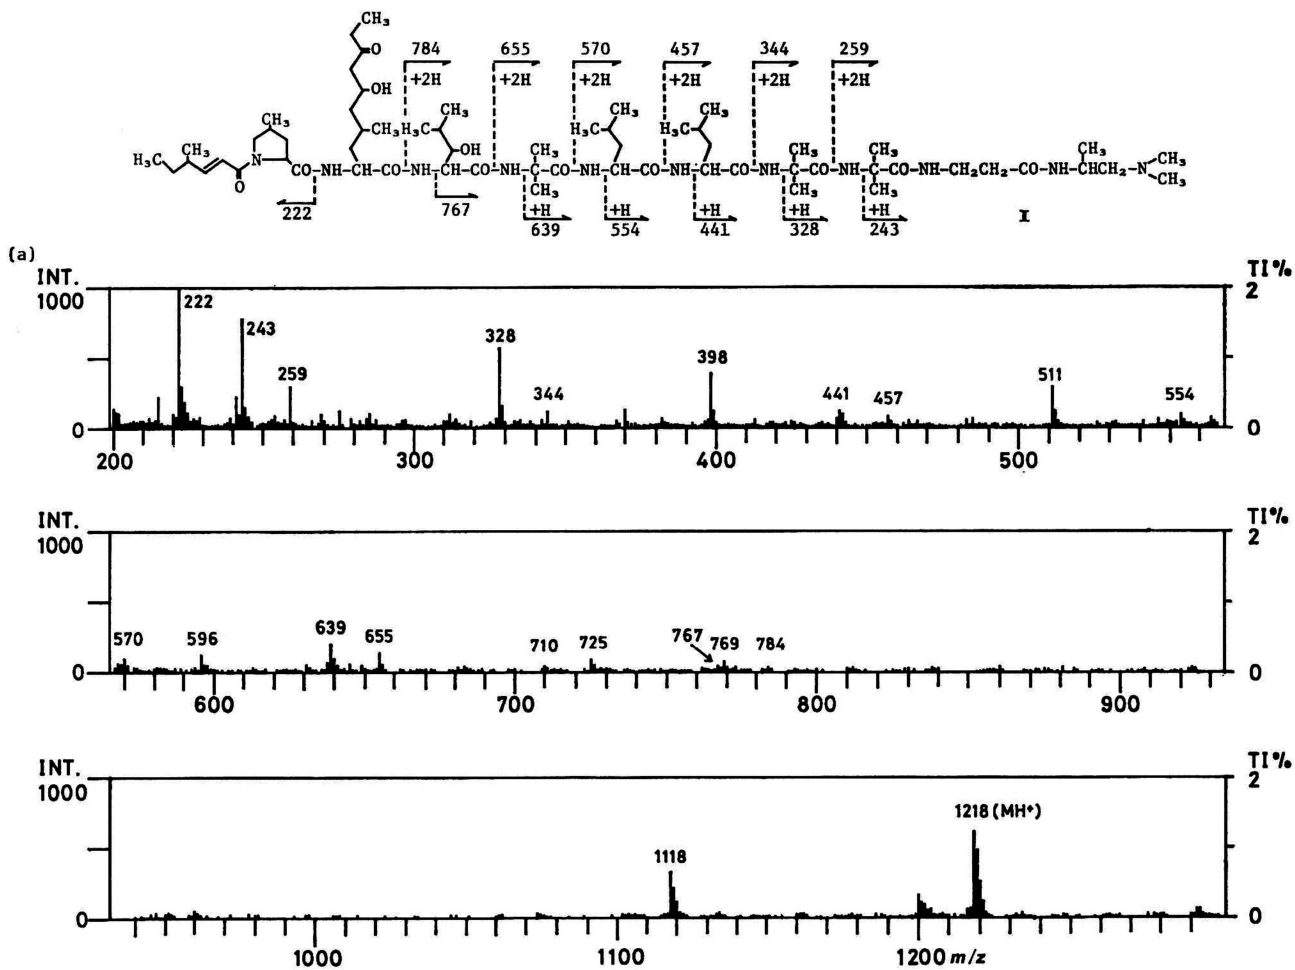 CH₃
O
784 655 570 457 344 259
+2H +2H +2H +2H +2H +2H
OH
CH₃
CH₃ H₃C CH₃ OH CH₃ H₃C CH₃ H₃C CH₃ CH₃ CH₃
H₃C CH₃ N O CO-NH-CH-CO-NH-CH-CO-NH-C-CO-NH-CH-CO-NH-CH-CO-NH-C-CO-NH-C-CO-NH-CH₂CH₂-CO-NH-CHCH₂-N CH₃ CH₃
CH₃ CH₃ CH₃ CH₃
222 767 +H +H +H +H +H
639 554 441 328 243
I
(a)
INT. TI%
1000 2
222
243
259
328
344
398
441
457
511
554
0 0
200 300 400 500
INT. TI%
1000 2
570 596 639 655 710 725 767 769 784
0 0
600 700 800 900
INT. TI%
1000 2
1118
1218 (MH⁺)
0 0
1000 1100 1200 m/z